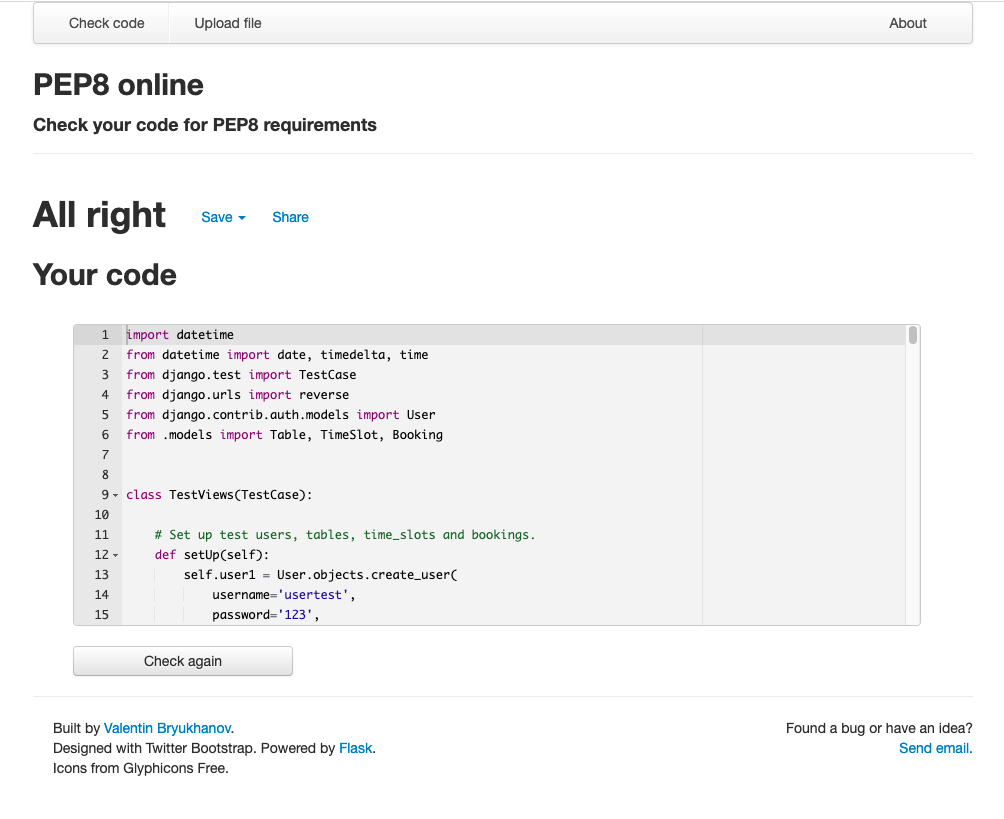 Check code Upload file About
PEP8 online
Check your code for PEP8 requirements
All right Save Share
Your code
1 import datetime
2 from datetime import date, timedelta, time
3 from django.test import TestCase
4 from django.urls import reverse
5 from django.contrib.auth.models import User
6 from .models import Table, TimeSlot, Booking
7
8
9 class TestViews(TestCase):
10
11     # Set up test users, tables, time_slots and bookings.
12     def setUp(self):
13         self.user1 = User.objects.create_user(
14             username='usertest',
15             password='123',
Check again
Built by Valentin Bryukhanov. Found a bug or have an idea?
Designed with Twitter Bootstrap. Powered by Flask. Send email.
Icons from Glyphicons Free.